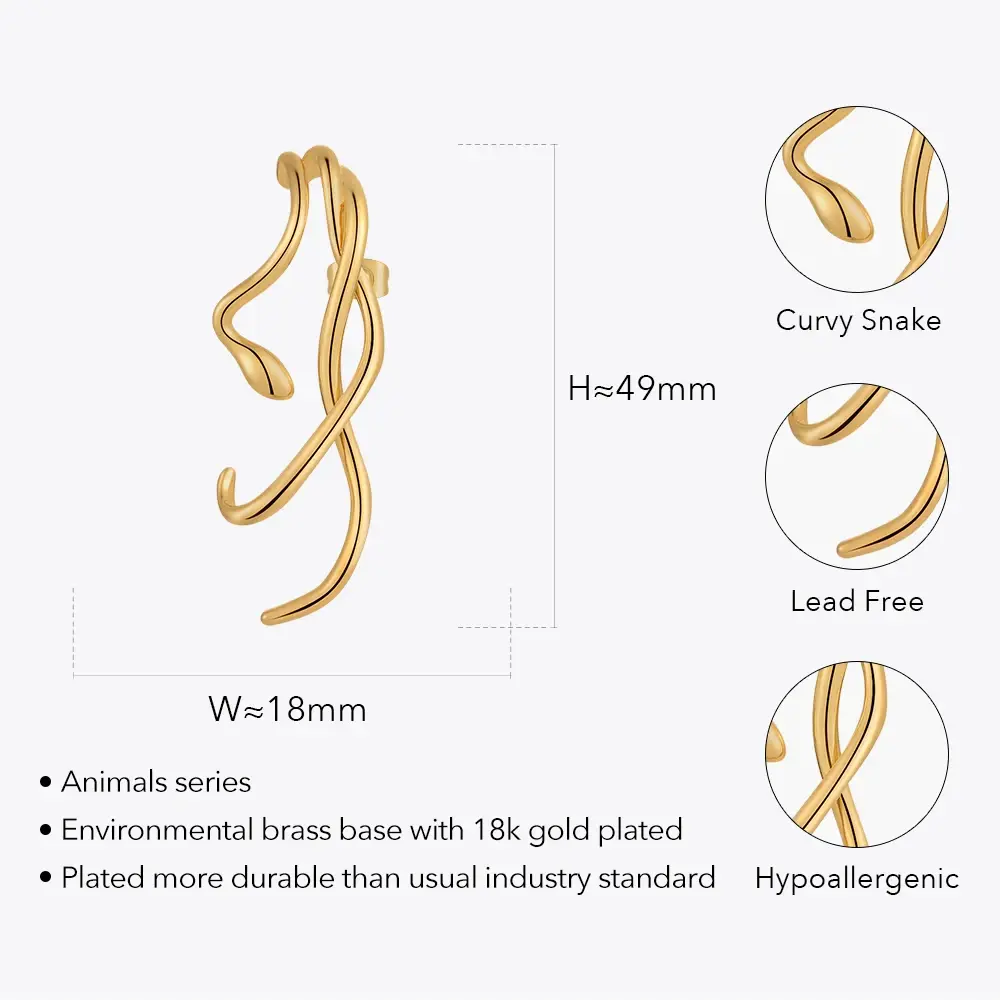 Curvy Snake
H≈49mm
Lead Free
W≈18mm
• Animals series
• Environmental brass base with 18k gold plated
• Plated more durable than usual industry standard
Hypoallergenic